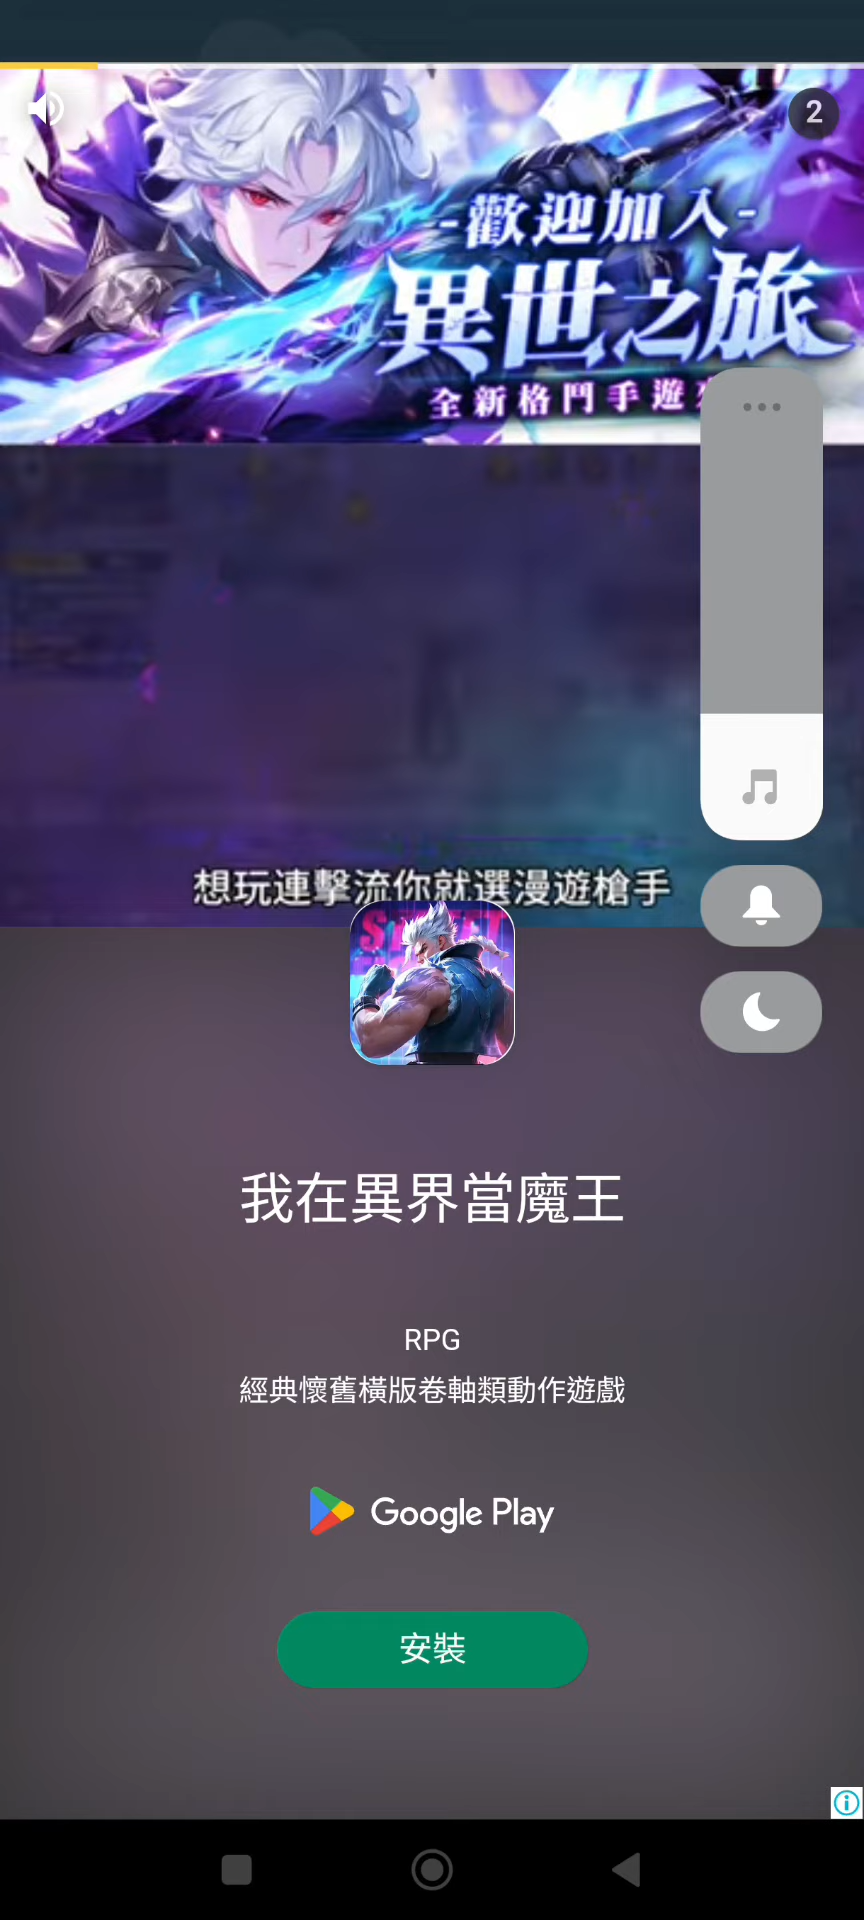 2
-歡迎加入-
異世之旅
全新格鬥手遊
想玩連擊流你就選漫遊槍手
STREET
我在異界當魔王
RPG
經典懷舊橫版卷軸類動作遊戲
Google Play
安裝